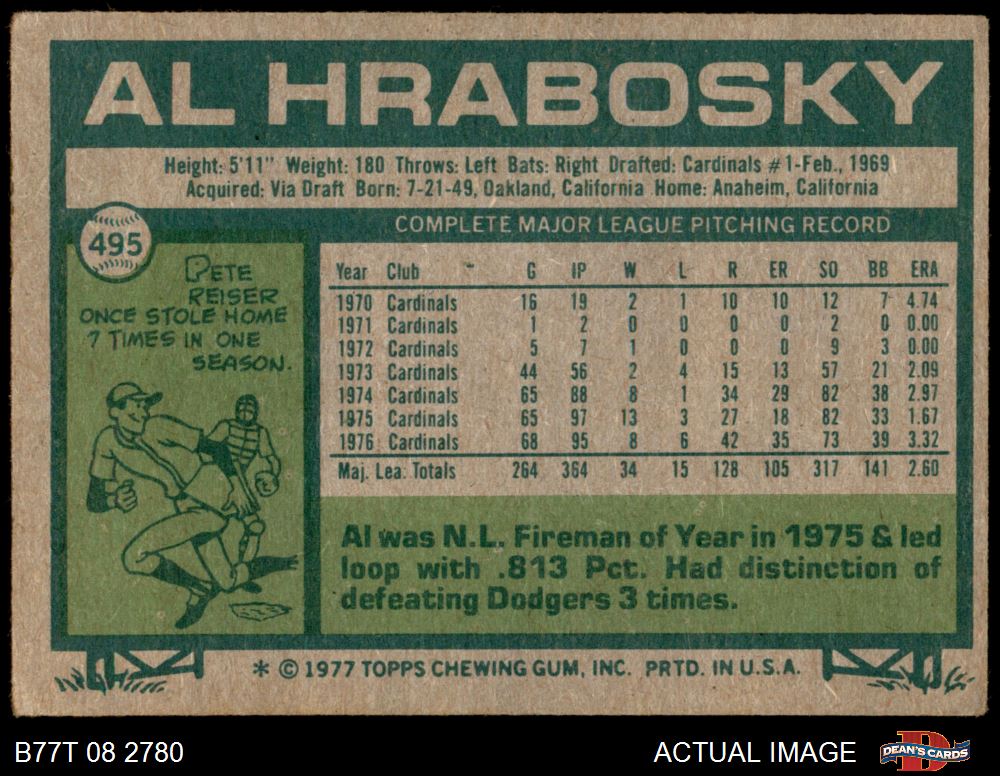 AL HRABOSKY
Height: 5'11" Weight: 180 Throws: Left Bats: Right Drafted: Cardinals #1-Feb., 1969
Acquired: Via Draft Born: 7-21-49, Oakland, California Home: Anaheim, California
495
COMPLETE MAJOR LEAGUE PITCHING RECORD
PETE
REISER
ONCE STOLE HOME
7 TIMES IN ONE
SEASON.
Year Club G IP W L R ER SO BB ERA
1970 Cardinals 16 19 2 1 10 10 12 7 4.74
1971 Cardinals 1 2 0 0 0 0 2 0 0.00
1972 Cardinals 5 7 1 0 0 0 9 3 0.00
1973 Cardinals 44 56 2 4 15 13 57 21 2.09
1974 Cardinals 65 88 8 1 34 29 82 38 2.97
1975 Cardinals 65 97 13 3 27 18 82 33 1.67
1976 Cardinals 68 95 8 6 42 35 73 39 3.32
Maj. Lea. Totals 264 364 34 15 128 105 317 141 2.60
Al was N.L. Fireman of Year in 1975 & led
loop with .813 Pct. Had distinction of
defeating Dodgers 3 times.
* © 1977 TOPPS CHEWING GUM, INC. PRTD. IN U.S.A.
B77T 08 2780
ACTUAL IMAGE
D
DEAN'S CARDS